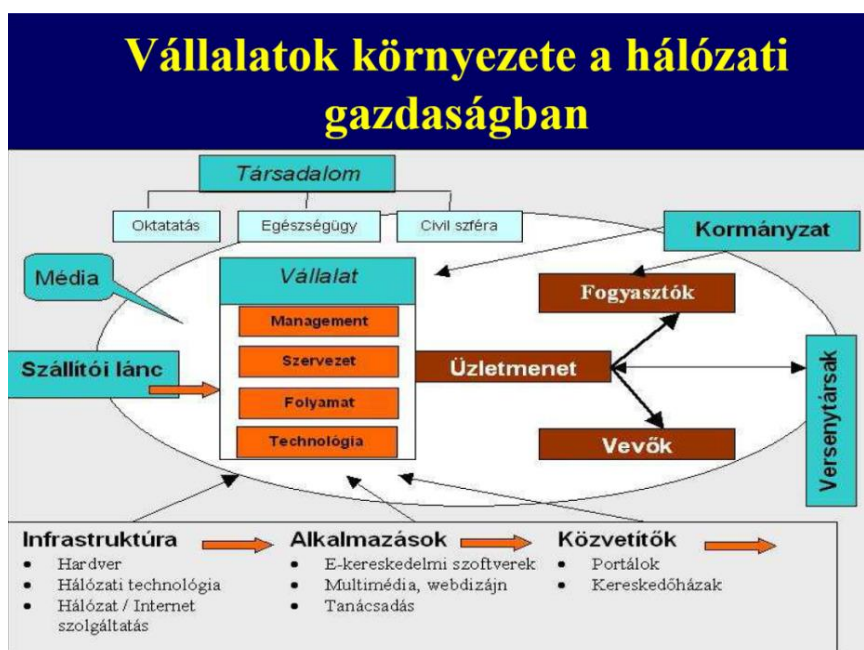 Vállalatok környezete a hálózati
gazdaságban
Társadalom
Oktatatás
Egészségügy
Civil szféra
Kormányzat
Média
Vállalat
Management
Szervezet
Folyamat
Technológia
Fogyasztók
Szállítói lánc
Üzletmenet
Versenytársak
Vevők
Infrastruktúra
• Hardver
• Hálózati technológia
• Hálózat / Internet
szolgáltatás
Alkalmazások
• E-kereskedelmi szoftverek
• Multimédia, webdizájn
• Tanácsadás
Közvetítők
• Portálok
• Kereskedőházak